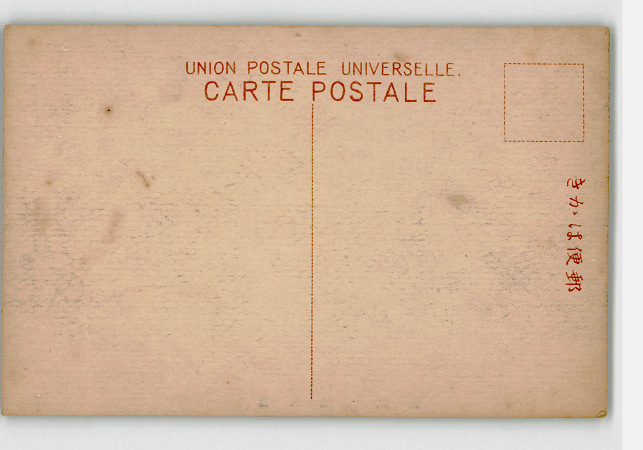 UNION POSTALE UNIVERSELLE.
CARTE POSTALE
きかは便郵